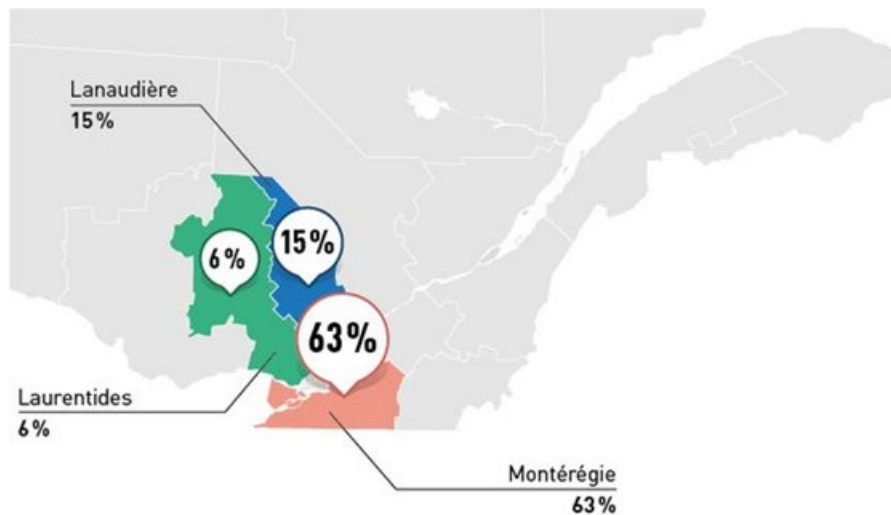 Lanaudière
15 %
15 %
6 %
63 %
Laurentides
6 %
Montérégie
63 %